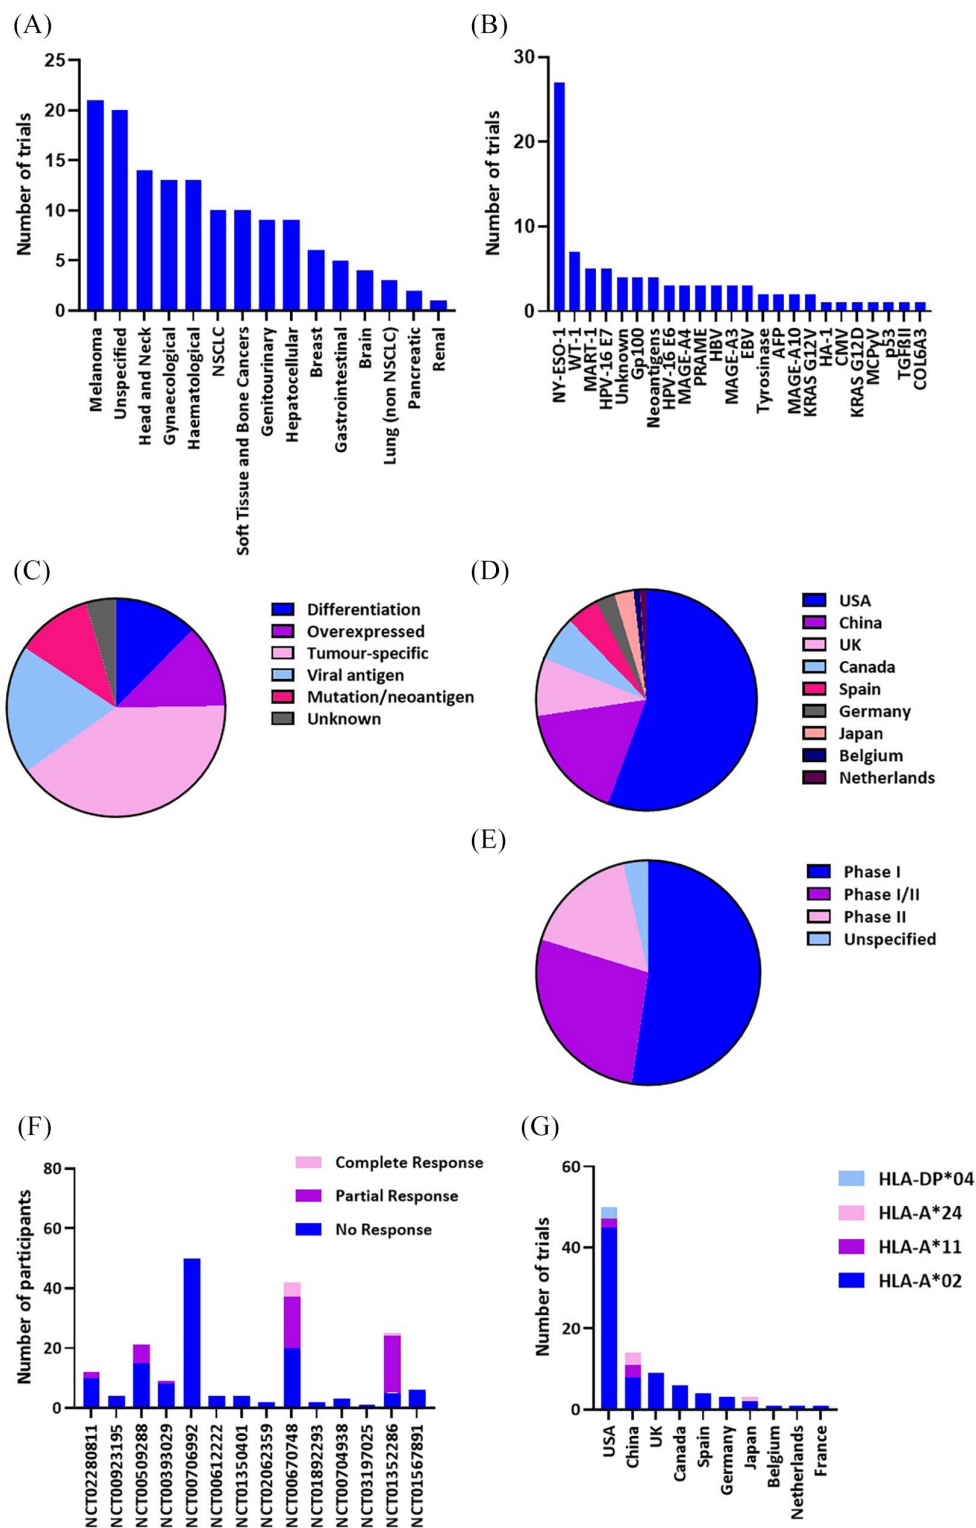 (A)
Number of trials
25
20
15
10
5
0
Melanoma
Unspecified
Head and Neck
Gynaecological
Haematological
NSCLC
Soft Tissue and Bone Cancers
Genitourinary
Hepatocellular
Breast
Gastrointestinal
Brain
Lung (non NSCLC)
Pancreatic
Renal
(B)
Number of trials
30
20
10
0
NY-ESO-1
WT-1
MART-1
HPV-16 E7
Unknown
Gp100
Neoantigens
HPV-16 E6
MAGE-A4
PRAME
HBV
MAGE-A3
EBV
Tyrosinase
AFP
MAGE-A10
KRAS G12V
HA-1
CMV
KRAS G12D
MCPyV
p53
TGFβII
COL6A3
(C)
Differentiation
Overexpressed
Tumour-specific
Viral antigen
Mutation/neoantigen
Unknown
(D)
USA
China
UK
Canada
Spain
Germany
Japan
Belgium
Netherlands
(E)
Phase I
Phase I/II
Phase II
Unspecified
(F)
Number of participants
80
60
40
20
0
Complete Response
Partial Response
No Response
NCT02280811
NCT00923195
NCT00509288
NCT00393029
NCT00706992
NCT00612222
NCT01350401
NCT02062359
NCT00670748
NCT01892293
NCT00704938
NCT03197025
NCT01352286
NCT01567891
(G)
Number of trials
60
40
20
0
HLA-DP*04
HLA-A*24
HLA-A*11
HLA-A*02
USA
China
UK
Canada
Spain
Germany
Japan
Belgium
Netherlands
France